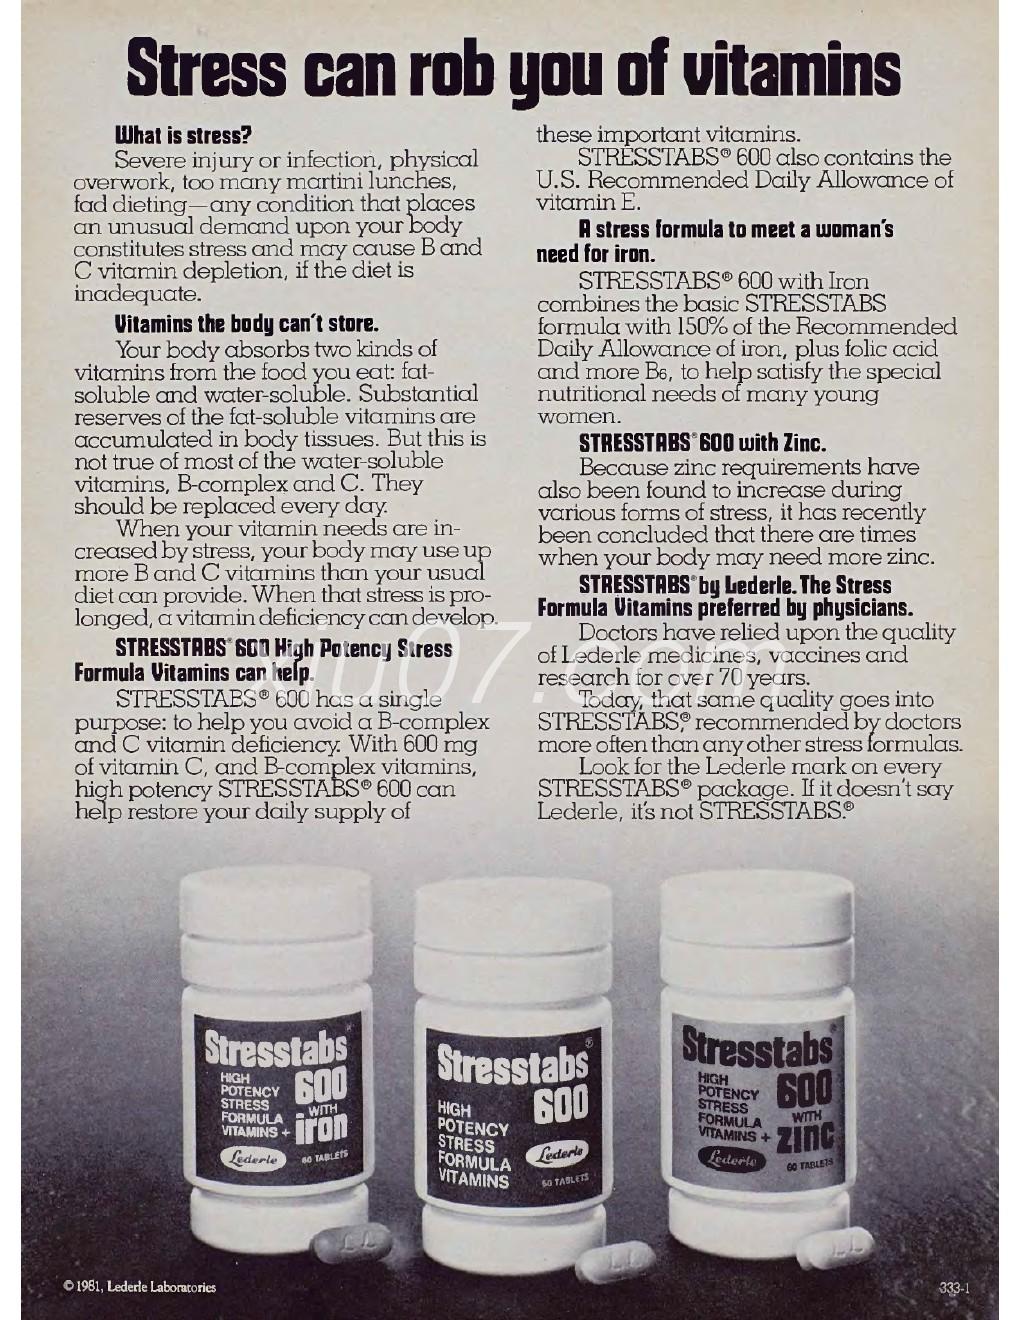 Stress can rob you of vitamins
What is stress?
Severe injury or infection, physical
overwork, too many martini lunches,
fad dieting—any condition that places
an unusual demand upon your body
constitutes stress and may cause B and
C vitamin depletion, if the diet is
inadequate.
Vitamins the body can't store.
Your body absorbs two kinds of
vitamins from the food you eat: fat-
soluble and water-soluble. Substantial
reserves of the fat-soluble vitamins are
accumulated in body tissues. But this is
not true of most of the water-soluble
vitamins, B-complex and C. They
should be replaced every day.
When your vitamin needs are in-
creased by stress, your body may use up
more B and C vitamins than your usual
diet can provide. When that stress is pro-
longed, a vitamin deficiency can develop.
STRESSTABS® 600 High Potency Stress
Formula Vitamins can help.
STRESSTABS® 600 has a single
purpose: to help you avoid a B-complex
and C vitamin deficiency. With 600 mg
of vitamin C, and B-complex vitamins,
high potency STRESSTABS® 600 can
help restore your daily supply of
these important vitamins.
STRESSTABS® 600 also contains the
U.S. Recommended Daily Allowance of
vitamin E.
A stress formula to meet a woman's
need for iron.
STRESSTABS® 600 with Iron
combines the basic STRESSTABS
formula with 150% of the Recommended
Daily Allowance of iron, plus folic acid
and more B6, to help satisfy the special
nutritional needs of many young
women.
STRESSTABS® 600 with Zinc.
Because zinc requirements have
also been found to increase during
various forms of stress, it has recently
been concluded that there are times
when your body may need more zinc.
STRESSTABS® by Lederle. The Stress
Formula Vitamins preferred by physicians.
Doctors have relied upon the quality
of Lederle medicines, vaccines and
research for over 70 years.
Today, that same quality goes into
STRESSTABS,® recommended by doctors
more often than any other stress formulas.
Look for the Lederle mark on every
STRESSTABS® package. If it doesn't say
Lederle, it's not STRESSTABS.®
xiu07.com
Stresstabs®
600
HIGH
POTENCY
STRESS
FORMULA
VITAMINS +
WITH
iron
Lederle
60 TABLETS
Stresstabs®
600
HIGH
POTENCY
STRESS
FORMULA
VITAMINS
Lederle
60 TABLETS
Stresstabs®
600
HIGH
POTENCY
STRESS
FORMULA
VITAMINS +
WITH
ZINC
Lederle
60 TABLETS
LL
LL
LL
© 1981, Lederle Laboratories
333-1